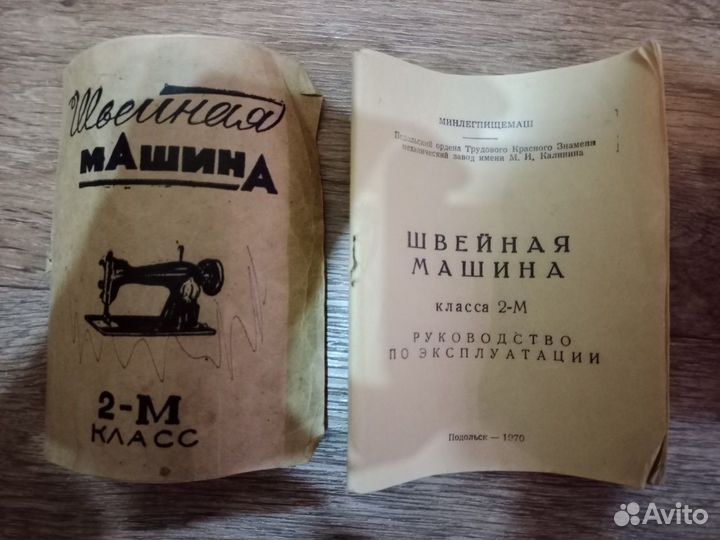 Швейная
мАшинА
2-М
КЛАСС
МИНЛЕГПИЩЕМАШ
Подольский ордена Трудового Красного Знамени
механический завод имени М. И. Калинина
ШВЕЙНАЯ
МАШИНА
класса 2-М
РУКОВОДСТВО
ПО ЭКСПЛУАТАЦИИ
Подольск — 1970
Avito